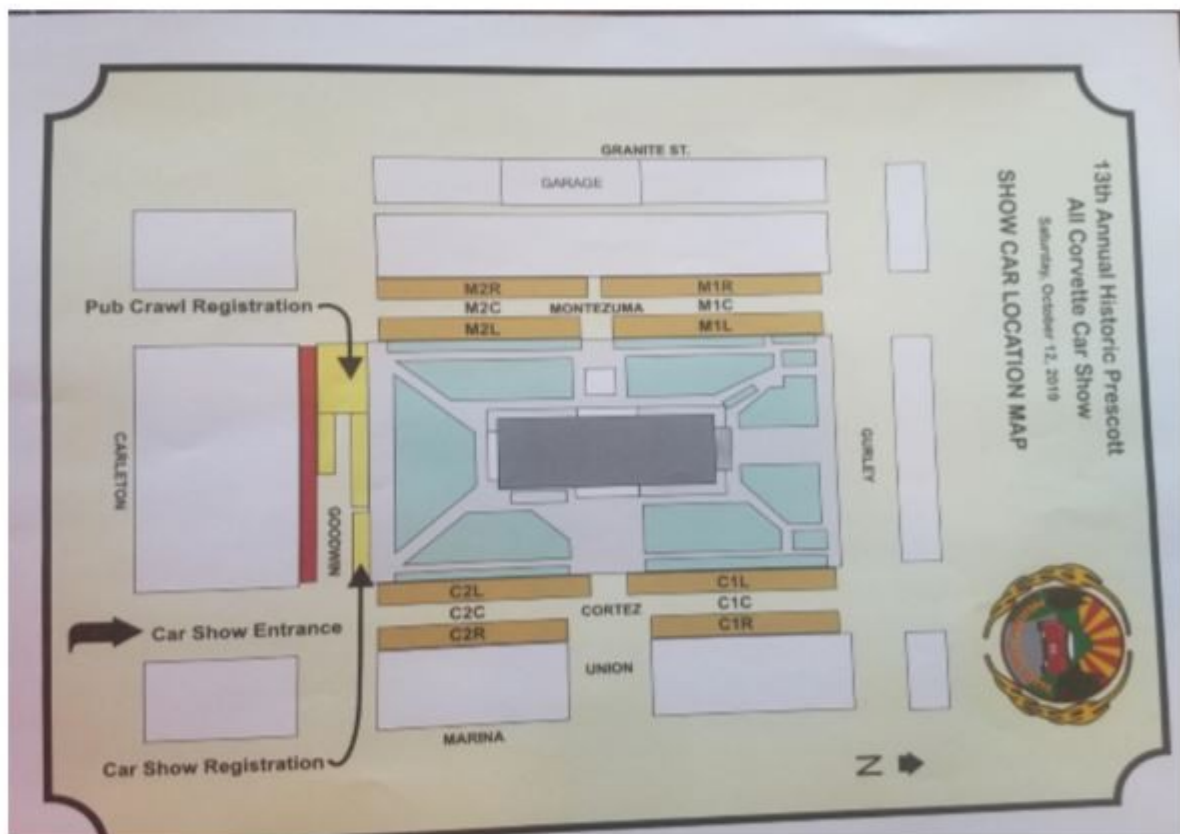 13th Annual Historic Prescott
All Corvette Car Show
Saturday, October 12, 2019
SHOW CAR LOCATION MAP
GRANITE ST.
GARAGE
M2R
M1R
M2C
MONTEZUMA
M1C
M2L
M1L
Pub Crawl Registration
CARLETON
GOODWIN
GURLEY
C2L
C1L
C2C
CORTEZ
C1C
C2R
C1R
Car Show Entrance
UNION
MARINA
Car Show Registration
N